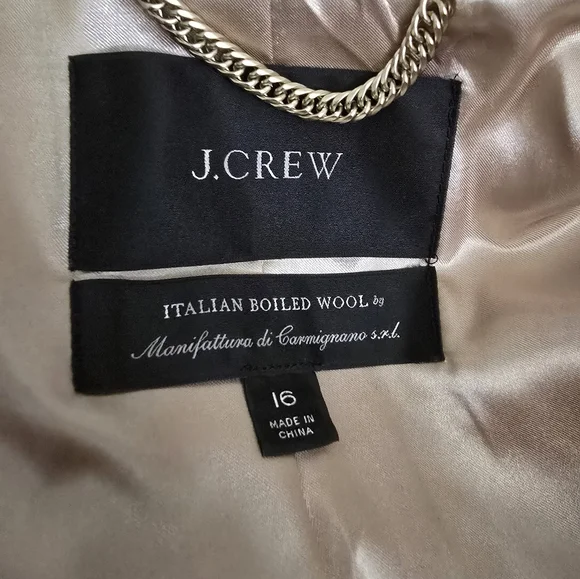 J.CREW
ITALIAN BOILED WOOL by
Manifattura di Carmignano s.r.l.
16
MADE IN
CHINA